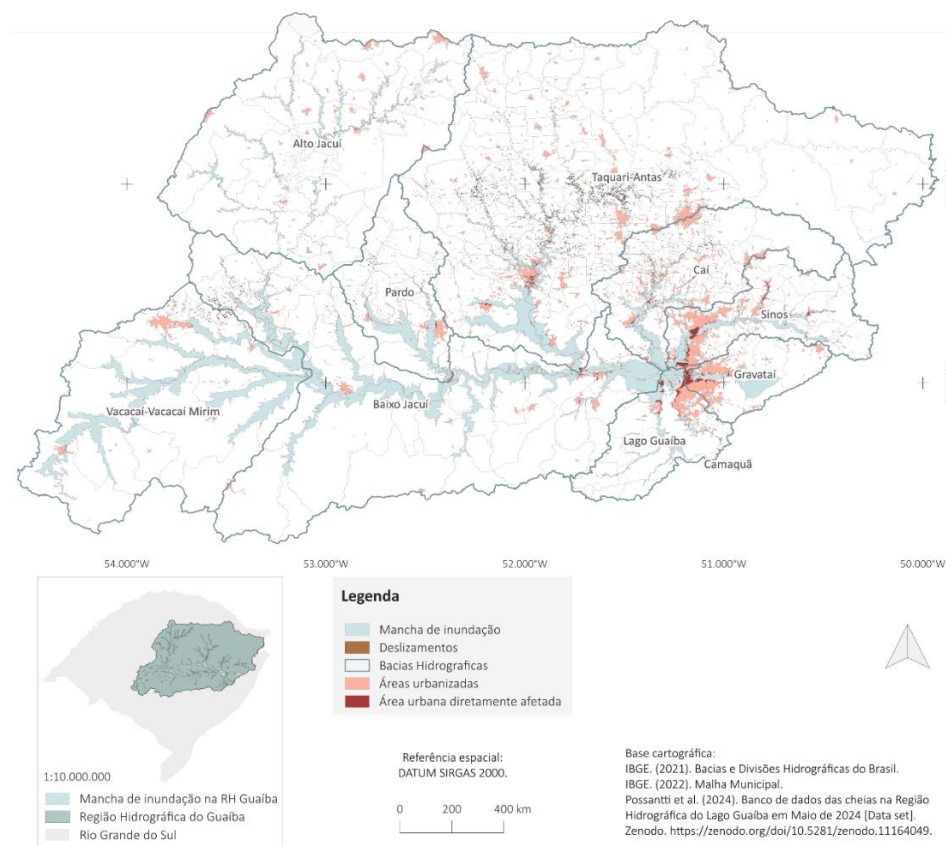 Alto Jacuí
Taquari-Antas
Pardo
Caí
Sinos
Gravataí
Vacacaí-Vacacaí Mirim
Baixo Jacuí
Lago Guaíba
Camaquã
54.000°W
53.000°W
52.000°W
51.000°W
50.000°W
Legenda
Mancha de inundação
Deslizamentos
Bacias Hidrograficas
Áreas urbanizadas
Área urbana diretamente afetada
1:10.000.000
Mancha de inundação na RH Guaíba
Região Hidrográfica do Guaíba
Rio Grande do Sul
Referência espacial:
DATUM SIRGAS 2000.
0 200 400 km
Base cartográfica:
IBGE. (2021). Bacias e Divisões Hidrográficas do Brasil.
IBGE. (2022). Malha Municipal.
Possantti et al. (2024). Banco de dados das cheias na Região
Hidrográfica do Lago Guaíba em Maio de 2024 [Data set].
Zenodo. https://zenodo.org/doi/10.5281/zenodo.11164049.